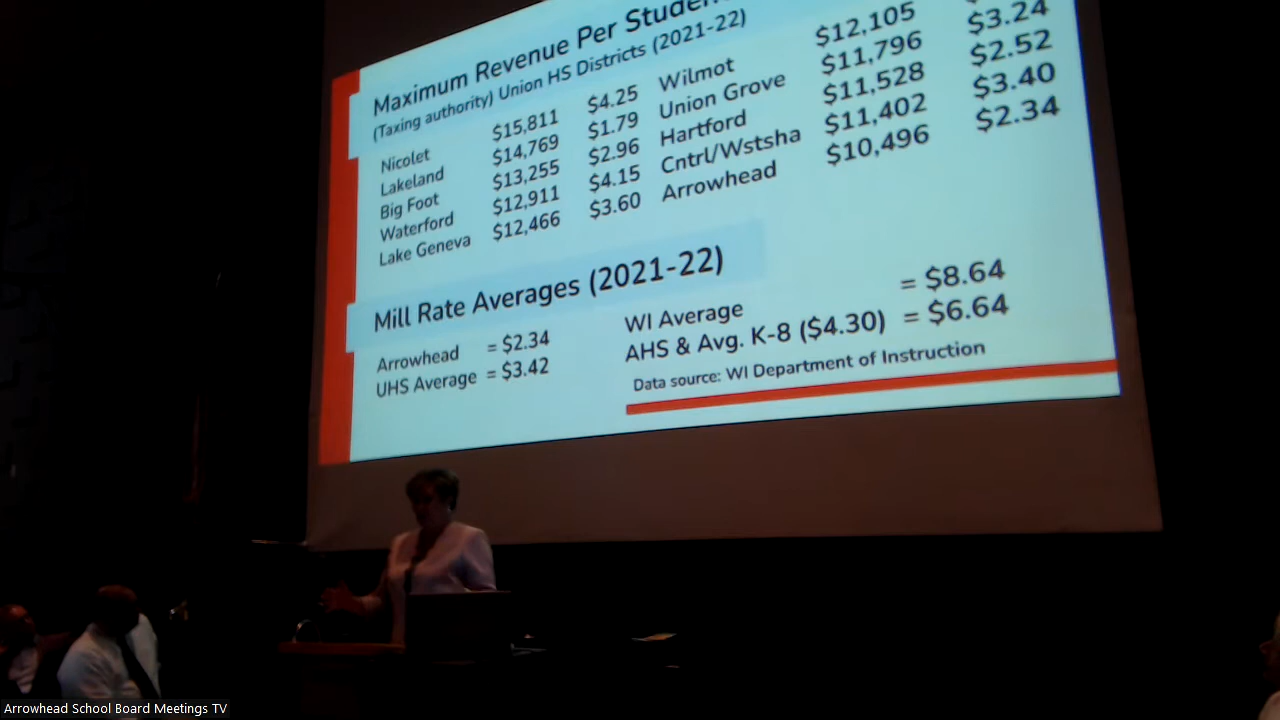 Maximum Revenue Per Studen
(Taxing authority) Union HS Districts (2021-22)
Nicolet $15,811 $4.25 Wilmot $12,105
Lakeland $14,769 $1.79 Union Grove $11,796 $3.24
Big Foot $13,255 $2.96 Hartford $11,528 $2.52
Waterford $12,911 $4.15 Cntrl/Wstsha $11,402 $3.40
Lake Geneva $12,466 $3.60 Arrowhead $10,496 $2.34
Mill Rate Averages (2021-22)
Arrowhead = $2.34
UHS Average = $3.42
WI Average = $8.64
AHS & Avg. K-8 ($4.30) = $6.64
Data source: WI Department of Instruction
Arrowhead School Board Meetings TV